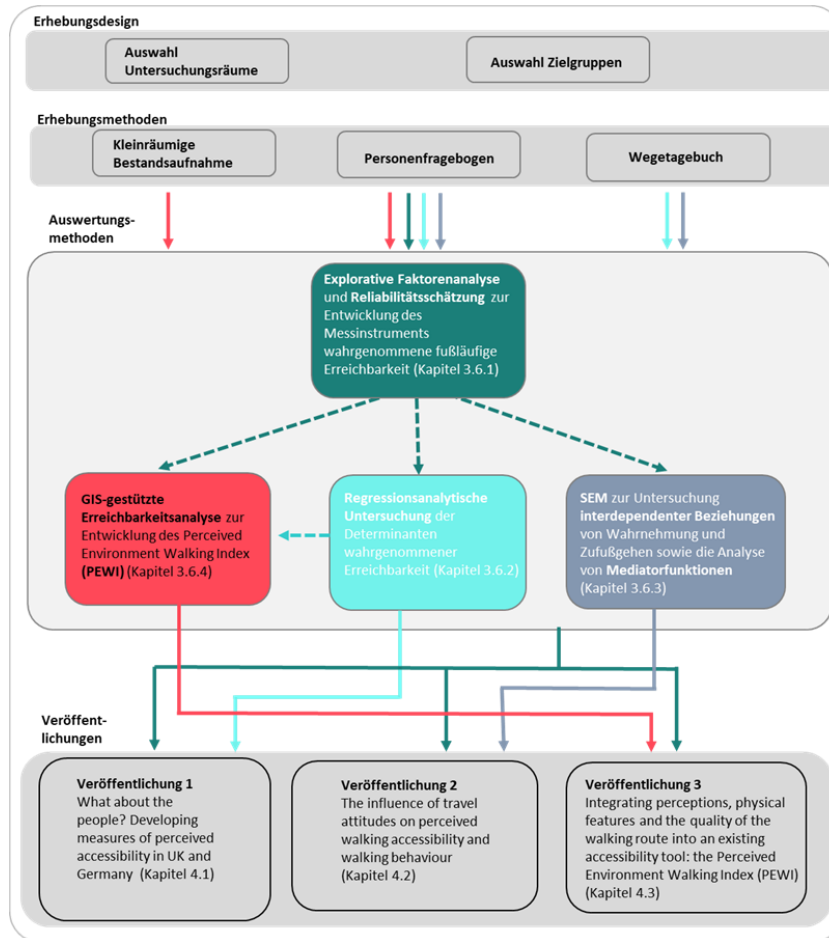 Erhebungsdesign
Auswahl
Untersuchungsräume
Auswahl Zielgruppen
Erhebungsmethoden
Kleinräumige
Bestandsaufnahme
Personenfragebogen
Wegetagebuch
Auswertungs-
methoden
Explorative Faktorenanalyse
und Reliabilitätsschätzung zur
Entwicklung des
Messinstruments
wahrgenommene fußläufige
Erreichbarkeit (Kapitel 3.6.1)
GIS-gestützte
Erreichbarkeitsanalyse zur
Entwicklung des Perceived
Environment Walking Index
(PEWI) (Kapitel 3.6.4)
Regressionsanalytische
Untersuchung der
Determinanten
wahrgenommener
Erreichbarkeit (Kapitel 3.6.2)
SEM zur Untersuchung
interdependenter Beziehungen
von Wahrnehmung und
Zufußgehen sowie die Analyse
von Mediatorfunktionen
(Kapitel 3.6.3)
Veröffent-
lichungen
Veröffentlichung 1
What about the
people? Developing
measures of perceived
accessibility in UK and
Germany (Kapitel 4.1)
Veröffentlichung 2
The influence of travel
attitudes on perceived
walking accessibility and
walking behaviour
(Kapitel 4.2)
Veröffentlichung 3
Integrating perceptions, physical
features and the quality of the
walking route into an existing
accessibility tool: the Perceived
Environment Walking Index (PEWI)
(Kapitel 4.3)